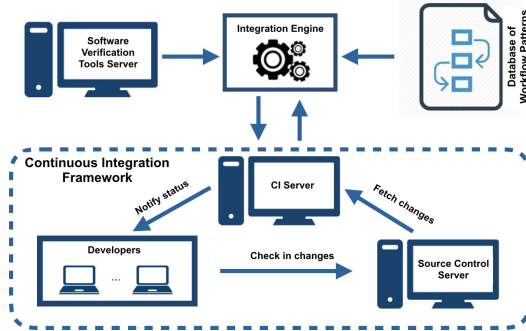 Software
Verification
Tools Server
Integration Engine
Database of
Workflow Patterns
Continuous Integration
Framework
CI Server
Notify status
Fetch changes
Developers
...
Check in changes
Source Control
Server